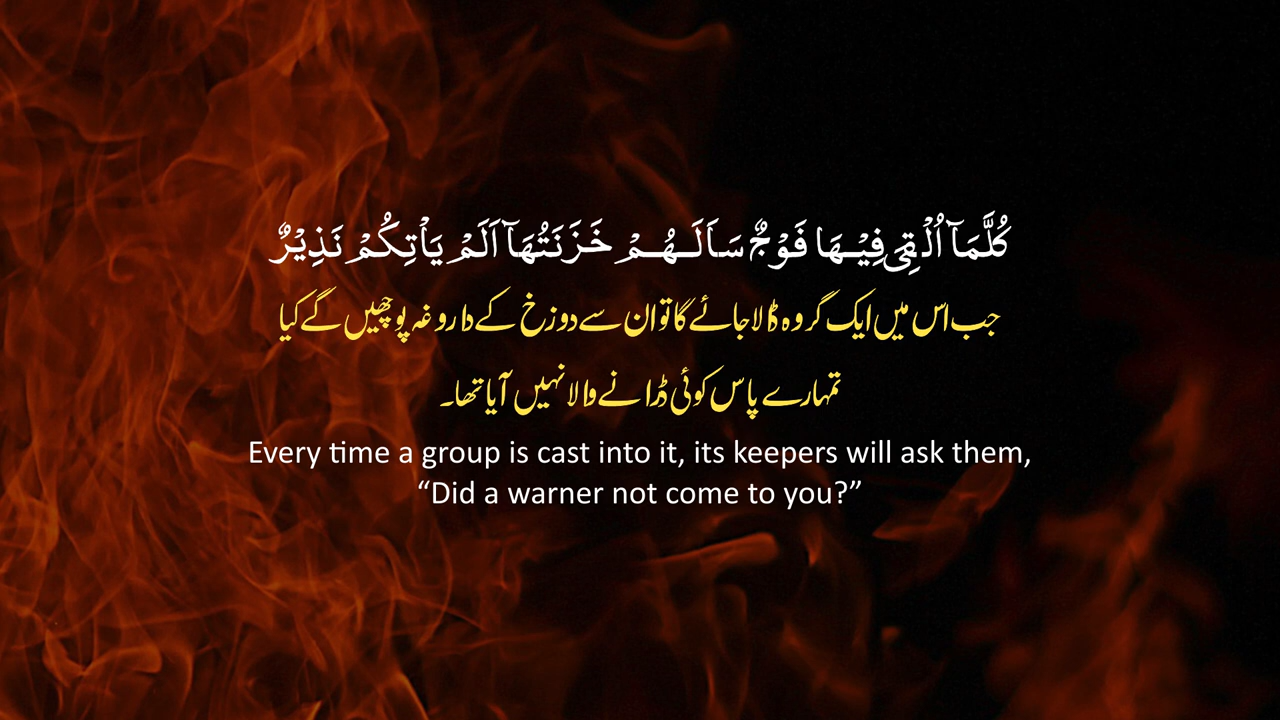 كُلَّمَآ اُلْقِىَ فِيْهَا فَوْجٌ سَاَلَهُمْ خَزَنَتُهَآ اَلَمْ يَاْتِكُمْ نَذِيْرٌ
جب اس میں ایک گروہ ڈالا جائے گا تو ان سے دوزخ کے داروغہ پوچھیں گے کیا
تمہارے پاس کوئی ڈرانے والا نہیں آیا تھا۔
Every time a group is cast into it, its keepers will ask them,
“Did a warner not come to you?”